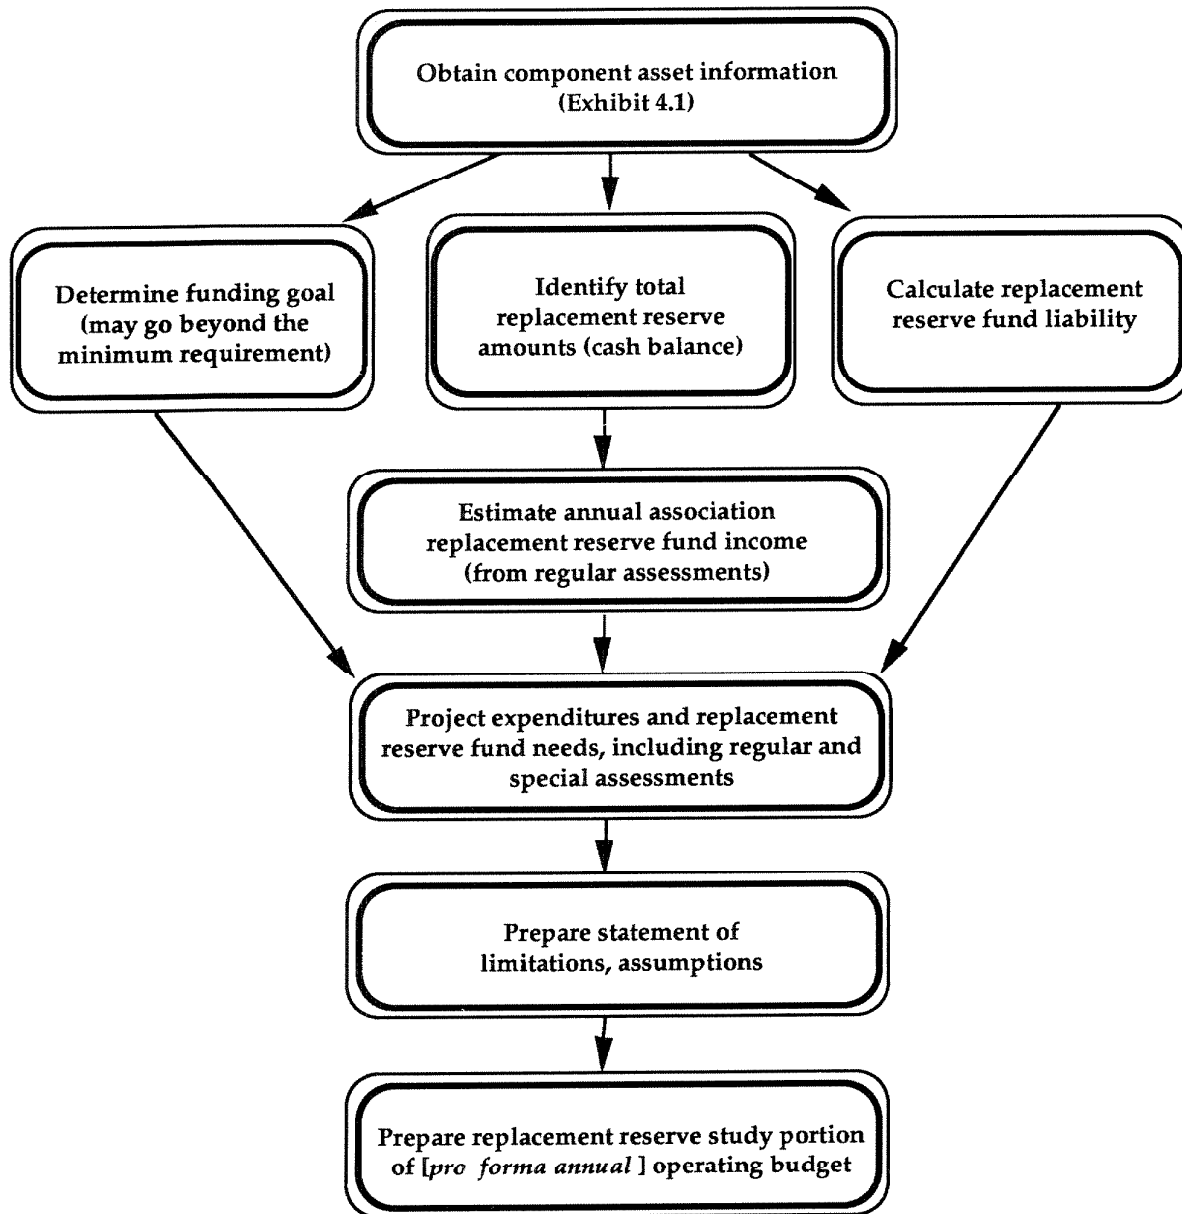 Obtain component asset information
(Exhibit 4.1)
Determine funding goal
(may go beyond the
minimum requirement)
Identify total
replacement reserve
amounts (cash balance)
Calculate replacement
reserve fund liability
Estimate annual association
replacement reserve fund income
(from regular assessments)
Project expenditures and replacement
reserve fund needs, including regular and
special assessments
Prepare statement of
limitations, assumptions
Prepare replacement reserve study portion
of [pro forma annual ] operating budget